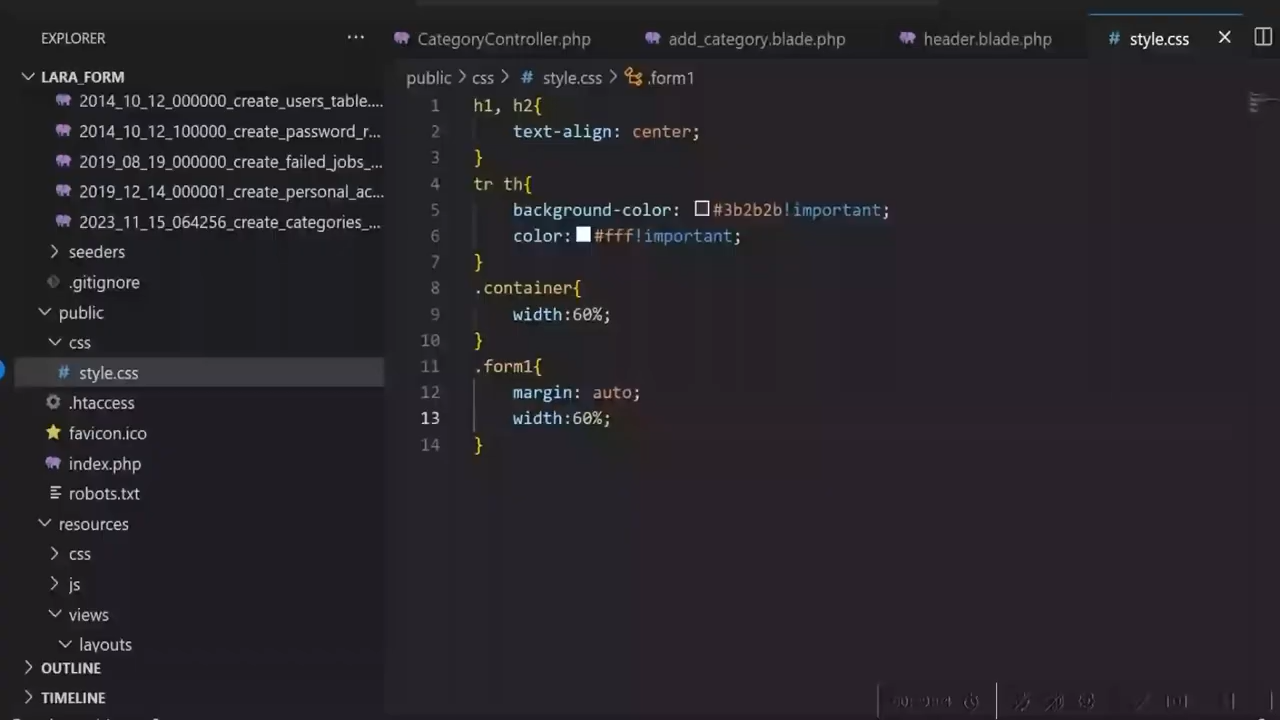 EXPLORER
LARA_FORM
2014_10_12_000000_create_users_table....
2014_10_12_100000_create_password_r...
2019_08_19_000000_create_failed_jobs_...
2019_12_14_000001_create_personal_ac...
2023_11_15_064256_create_categories_...
seeders
.gitignore
public
css
style.css
.htaccess
favicon.ico
index.php
robots.txt
resources
css
js
views
layouts
OUTLINE
TIMELINE
CategoryController.php add_category.blade.php header.blade.php style.css
public > css > style.css > .form1
1 h1, h2{
2 text-align: center;
3 }
4 tr th{
5 background-color: #3b2b2b!important;
6 color: #fff!important;
7 }
8 .container{
9 width:60%;
10 }
11 .form1{
12 margin: auto;
13 width:60%;
14 }